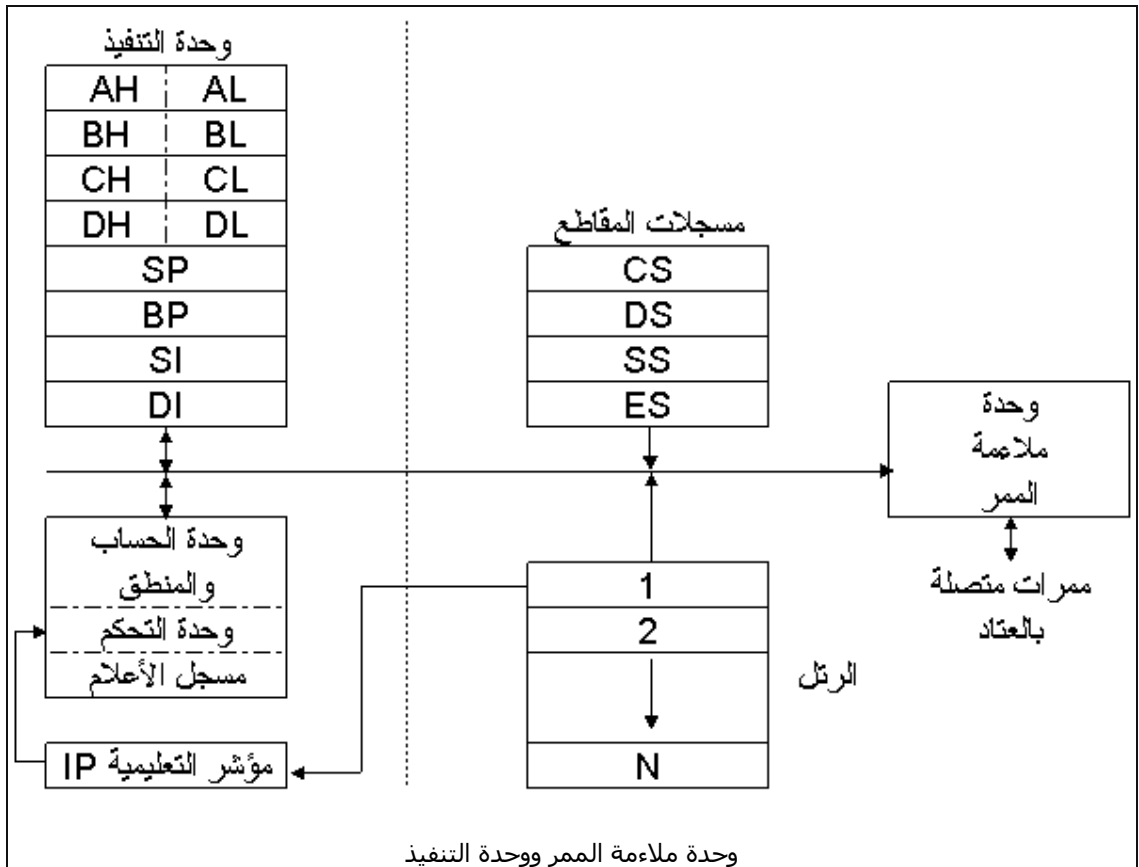 وحدة التنفيذ
AH AL
BH BL
CH CL
DH DL
SP
BP
SI
DI
مسجلات المقاطع
CS
DS
SS
ES
وحدة
ملاءمة
الممر
ممرات متصلة
بالعتاد
وحدة الحساب
والمنطق
وحدة التحكم
مسجل الأعلام
مؤشر التعليمية IP
1
2
N
الرتل
وحدة ملاءمة الممر ووحدة التنفيذ